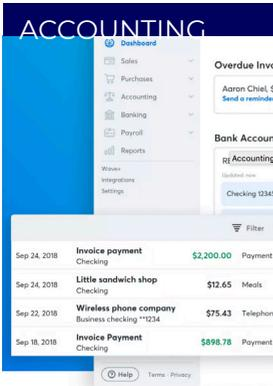 ACCOUNTING
Dashboard
Sales
Purchases
Accounting
Banking
Payroll
Reports
Wave+
Integrations
Settings
Overdue Invo
Aaron Chiel, $
Send a reminde
Bank Accoun
RE Accounting
Updated now
Checking 12345
Filter
Sep 24, 2018 Invoice payment $2,200.00 Payment
Checking
Sep 24, 2018 Little sandwich shop $12.65 Meals
Checking
Sep 22, 2018 Wireless phone company $75.43 Telephon
Business checking **1234
Sep 18, 2018 Invoice Payment $898.78 Payment
Checking
Help Terms · Privacy